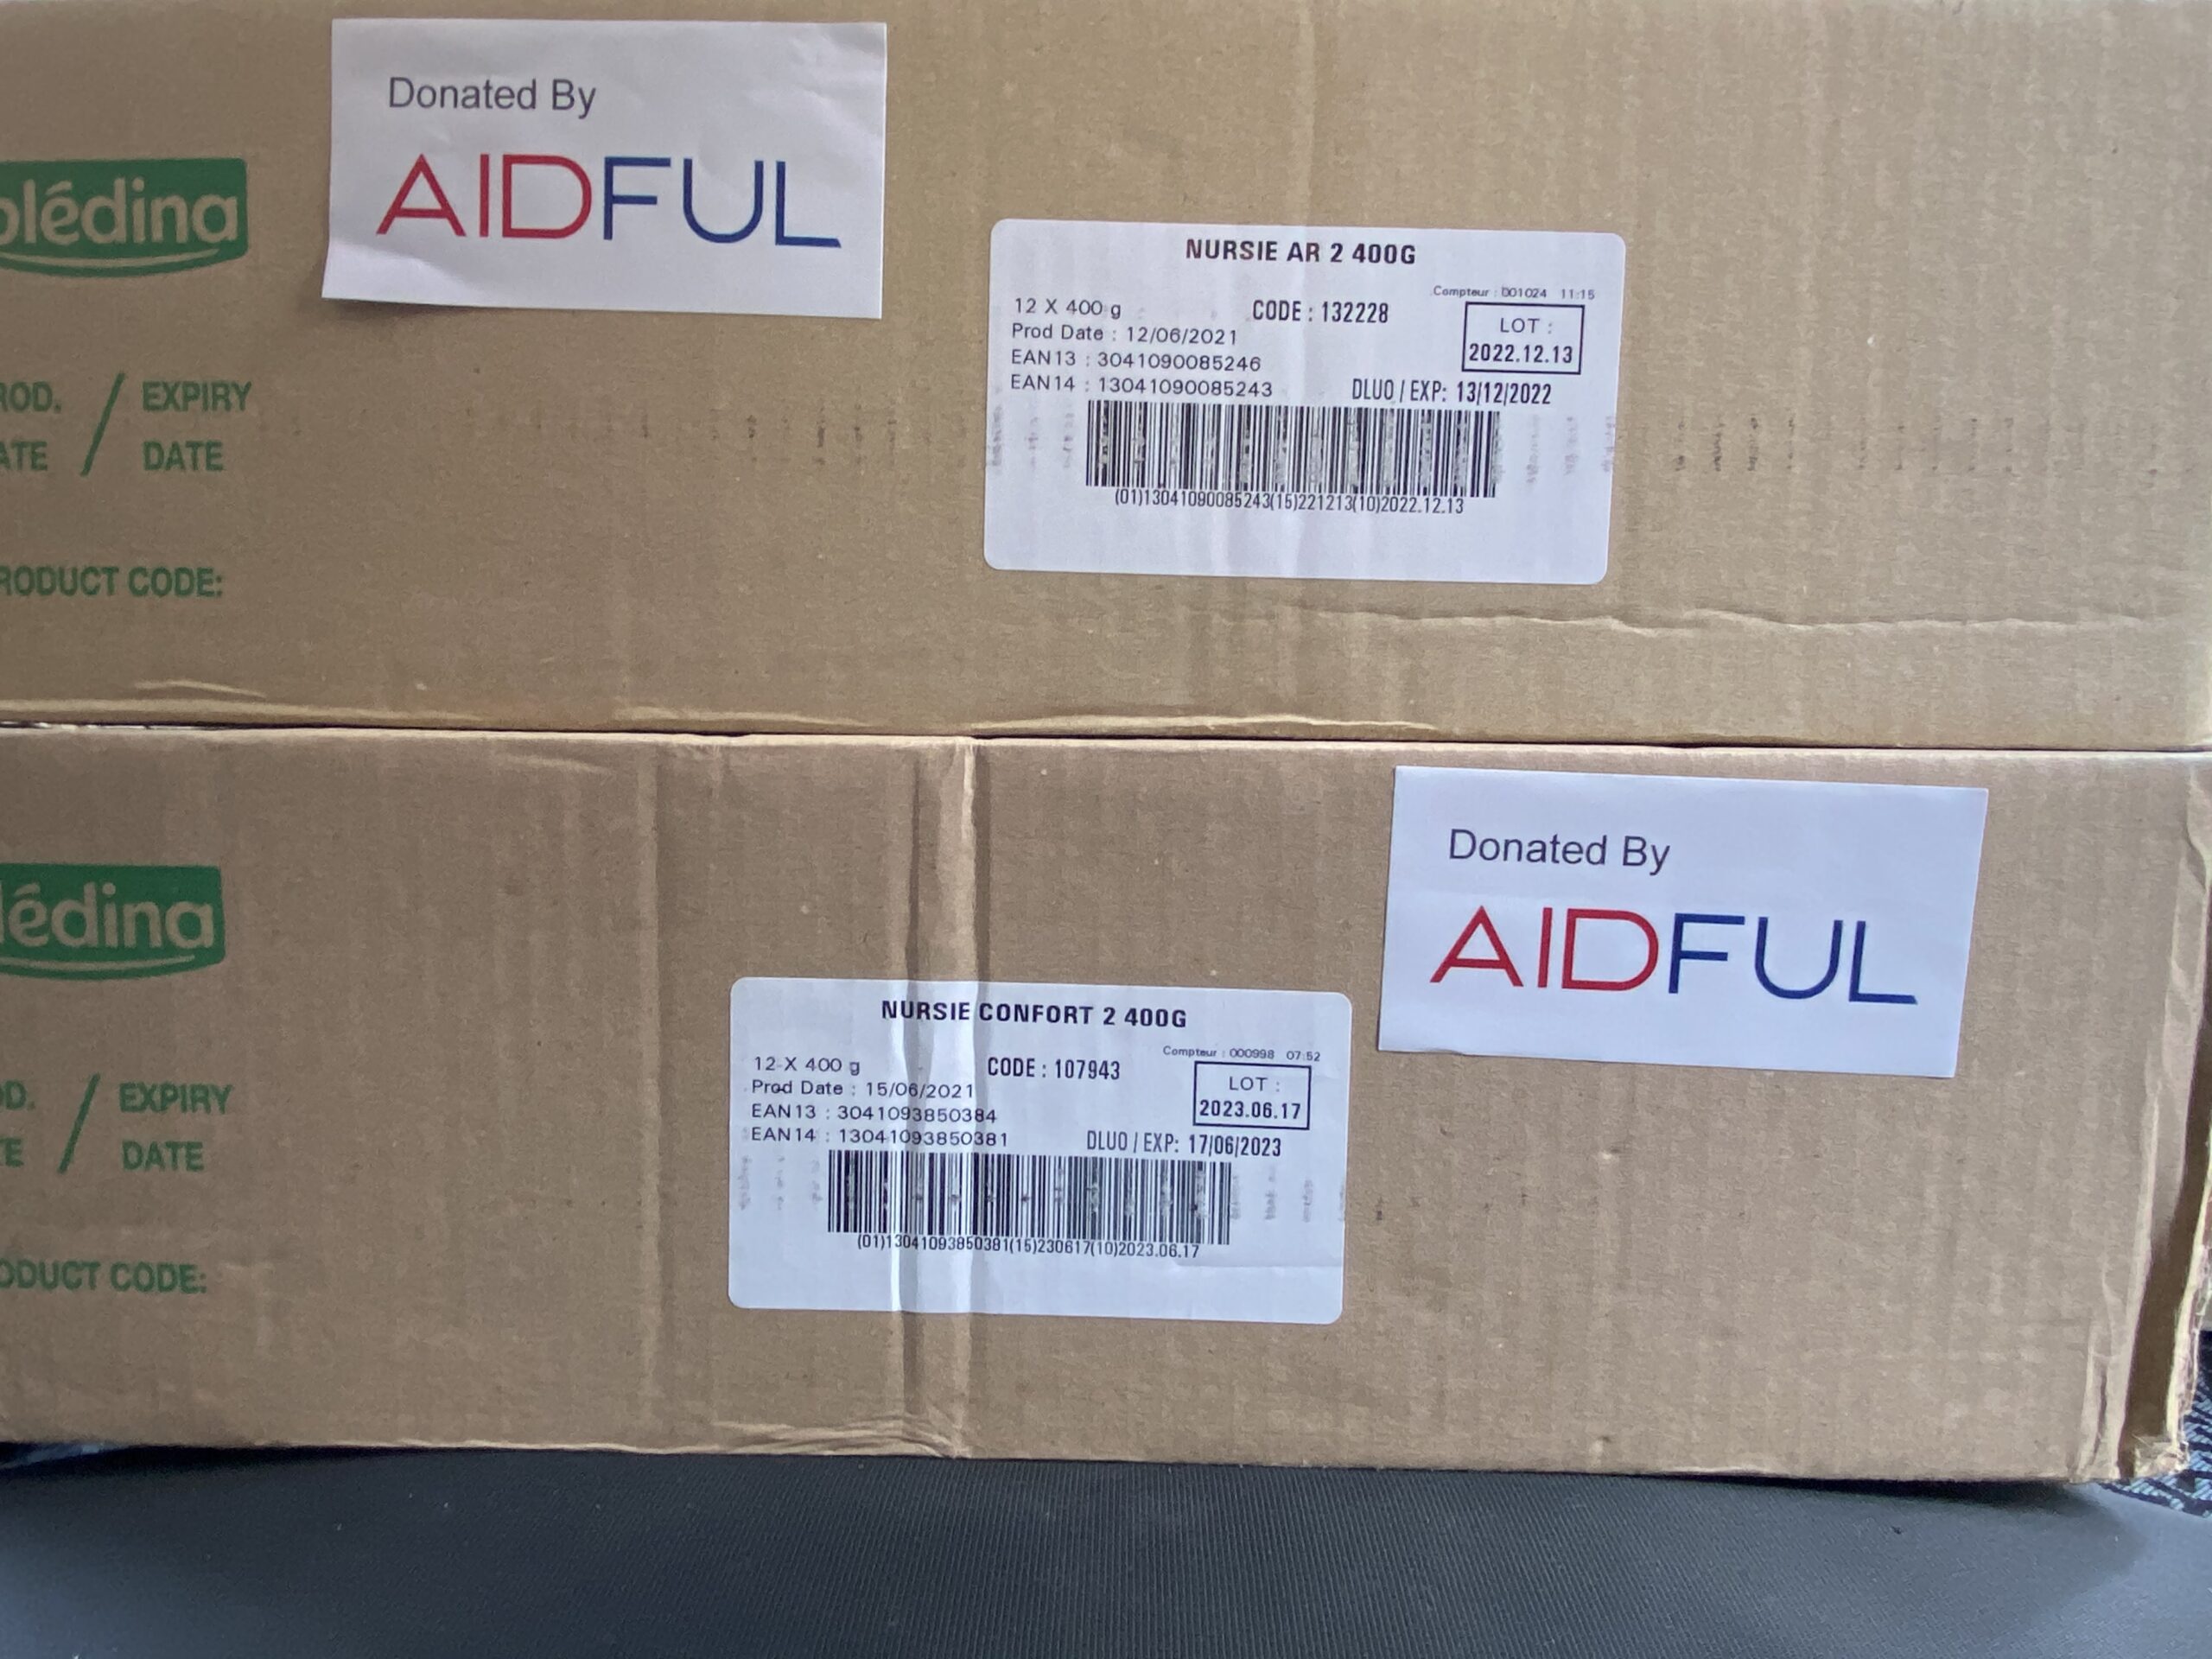 Donated By
AIDFUL
blédina
NURSIE AR 2 400G
Compteur : 001024 11:15
12 X 400 g
CODE : 132228
LOT :
2022.12.13
Prod Date : 12/06/2021
EAN13 : 3041090085246
EAN14 : 13041090085243
DLUO / EXP: 13/12/2022
(01)13041090085243(15)221213(10)2022.12.13
ROD. / EXPIRY
ATE DATE
RODUCT CODE:
Donated By
AIDFUL
lédina
NURSIE CONFORT 2 400G
Compteur : 000998 07:52
12 X 400 g
CODE : 107943
LOT :
2023.06.17
Prod Date : 15/06/2021
EAN13 : 3041093850384
EAN14 : 13041093850381
DLUO / EXP: 17/06/2023
(01)13041093850381(15)230617(10)2023.06.17
OD. / EXPIRY
TE DATE
ODUCT CODE: